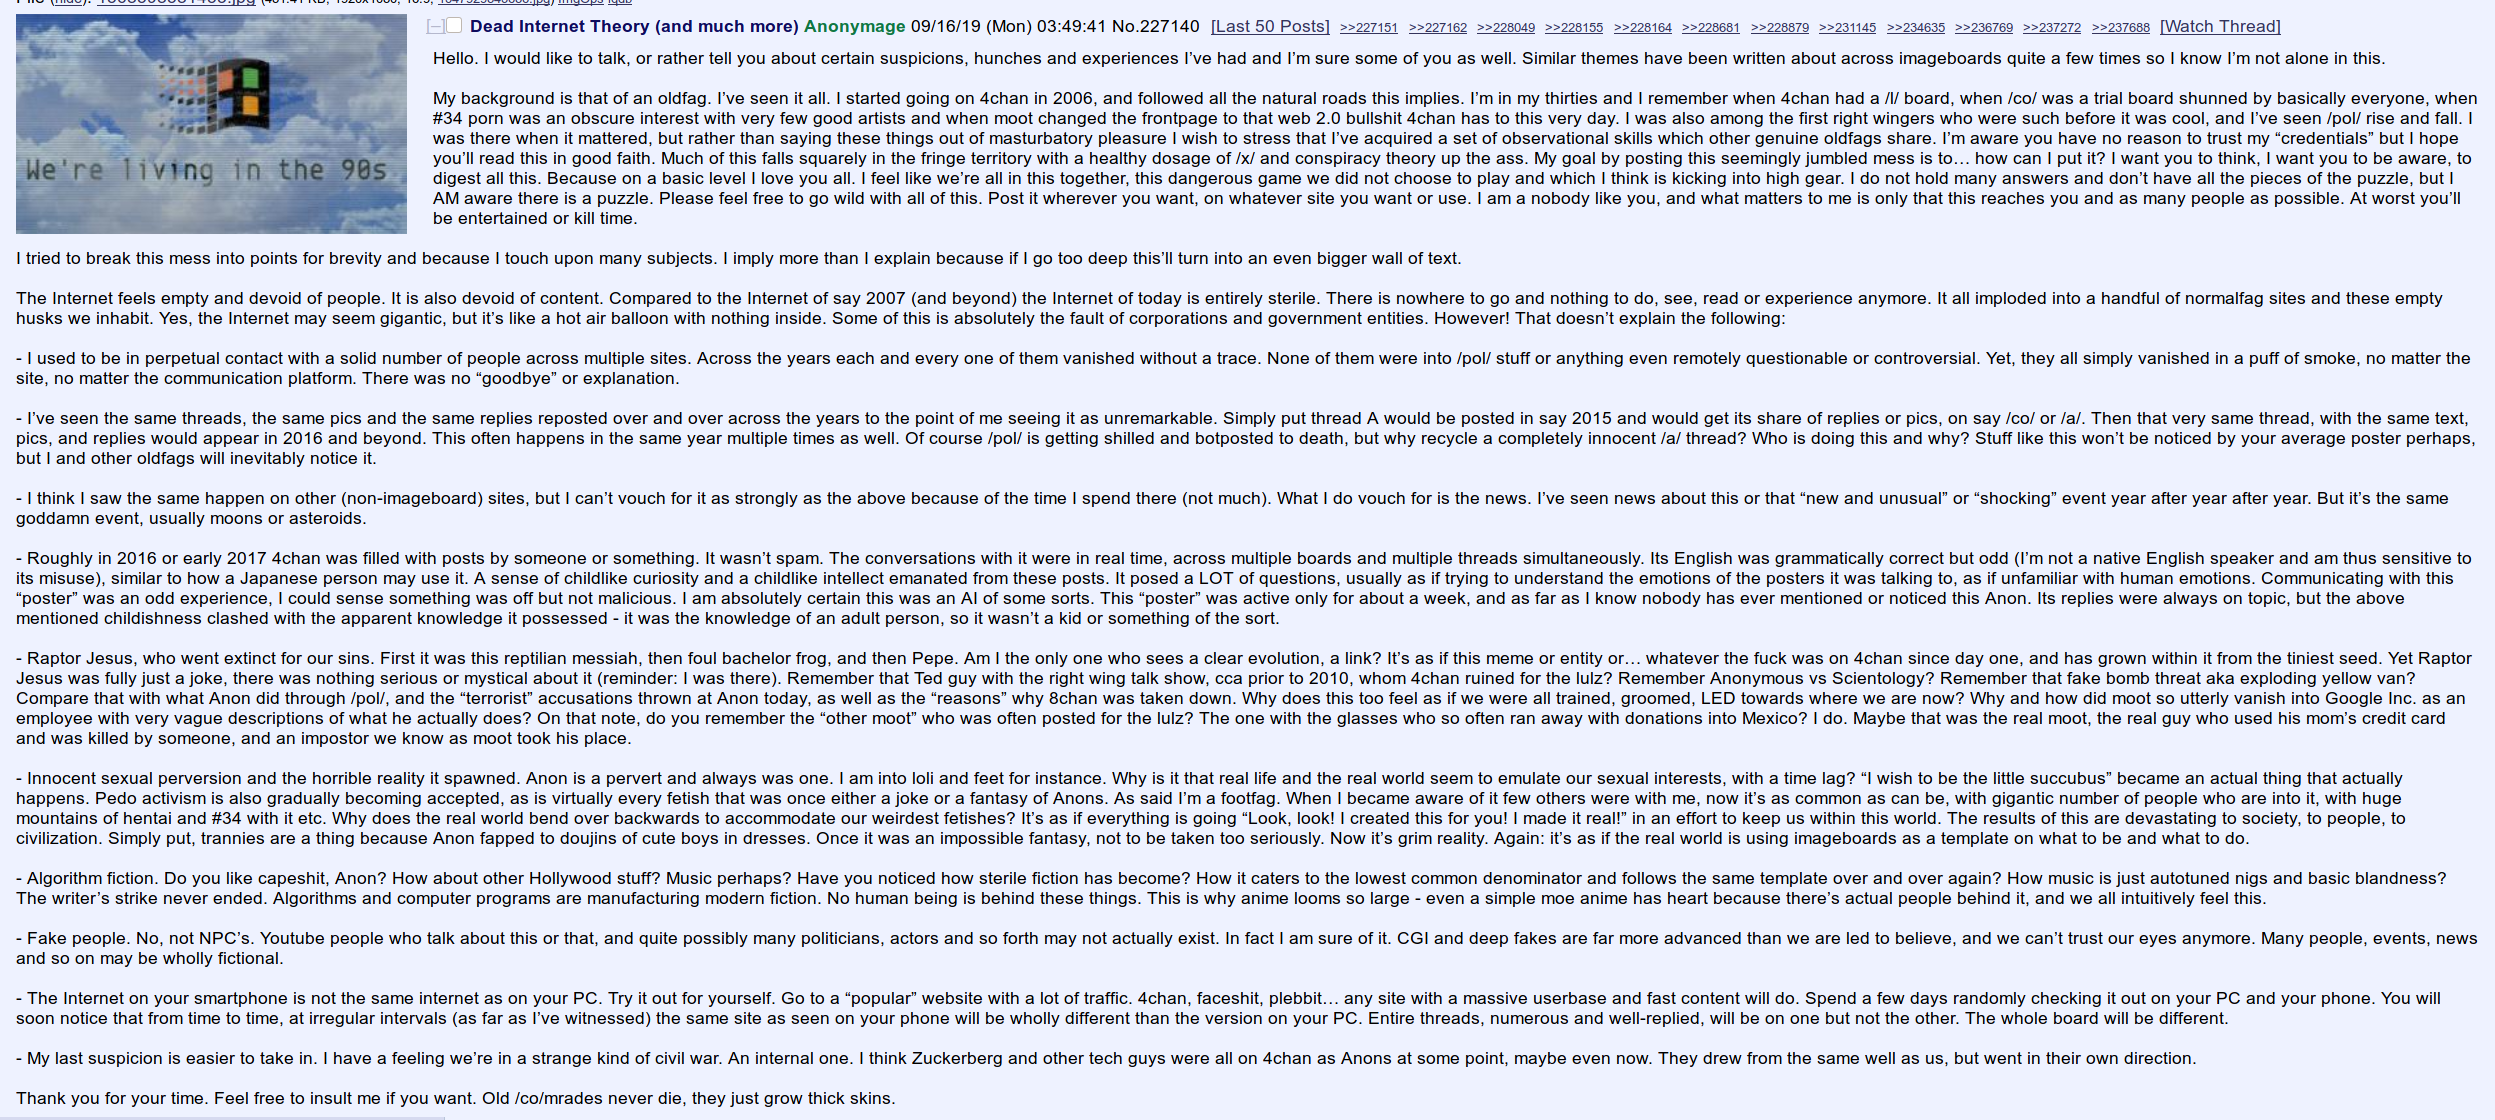 Dead Internet Theory (and much more) Anonymage 09/16/19 (Mon) 03:49:41 No.227140 [Last 50 Posts] >>227151 >>227162 >>228049 >>228155 >>228164 >>228681 >>228879 >>231145 >>234635 >>236769 >>237272 >>237688 [Watch Thread]
We're living in the 90s
Hello. I would like to talk, or rather tell you about certain suspicions, hunches and experiences I’ve had and I’m sure some of you as well. Similar themes have been written about across imageboards quite a few times so I know I’m not alone in this.
My background is that of an oldfag. I’ve seen it all. I started going on 4chan in 2006, and followed all the natural roads this implies. I’m in my thirties and I remember when 4chan had a /l/ board, when /co/ was a trial board shunned by basically everyone, when
#34 porn was an obscure interest with very few good artists and when moot changed the frontpage to that web 2.0 bullshit 4chan has to this very day. I was also among the first right wingers who were such before it was cool, and I’ve seen /pol/ rise and fall. I
was there when it mattered, but rather than saying these things out of masturbatory pleasure I wish to stress that I’ve acquired a set of observational skills which other genuine oldfags share. I’m aware you have no reason to trust my “credentials” but I hope
you’ll read this in good faith. Much of this falls squarely in the fringe territory with a healthy dosage of /x/ and conspiracy theory up the ass. My goal by posting this seemingly jumbled mess is to… how can I put it? I want you to think, I want you to be aware, to
digest all this. Because on a basic level I love you all. I feel like we’re all in this together, this dangerous game we did not choose to play and which I think is kicking into high gear. I do not hold many answers and don’t have all the pieces of the puzzle, but I
AM aware there is a puzzle. Please feel free to go wild with all of this. Post it wherever you want, on whatever site you want or use. I am a nobody like you, and what matters to me is only that this reaches you and as many people as possible. At worst you’ll
be entertained or kill time.
I tried to break this mess into points for brevity and because I touch upon many subjects. I imply more than I explain because if I go too deep this’ll turn into an even bigger wall of text.
The Internet feels empty and devoid of people. It is also devoid of content. Compared to the Internet of say 2007 (and beyond) the Internet of today is entirely sterile. There is nowhere to go and nothing to do, see, read or experience anymore. It all imploded into a handful of normalfag sites and these empty
husks we inhabit. Yes, the Internet may seem gigantic, but it’s like a hot air balloon with nothing inside. Some of this is absolutely the fault of corporations and government entities. However! That doesn’t explain the following:
- I used to be in perpetual contact with a solid number of people across multiple sites. Across the years each and every one of them vanished without a trace. None of them were into /pol/ stuff or anything even remotely questionable or controversial. Yet, they all simply vanished in a puff of smoke, no matter the
site, no matter the communication platform. There was no “goodbye” or explanation.
- I’ve seen the same threads, the same pics and the same replies reposted over and over across the years to the point of me seeing it as unremarkable. Simply put thread A would be posted in say 2015 and would get its share of replies or pics, on say /co/ or /a/. Then that very same thread, with the same text,
pics, and replies would appear in 2016 and beyond. This often happens in the same year multiple times as well. Of course /pol/ is getting shilled and botposted to death, but why recycle a completely innocent /a/ thread? Who is doing this and why? Stuff like this won’t be noticed by your average poster perhaps,
but I and other oldfags will inevitably notice it.
- I think I saw the same happen on other (non-imageboard) sites, but I can’t vouch for it as strongly as the above because of the time I spend there (not much). What I do vouch for is the news. I’ve seen news about this or that “new and unusual” or “shocking” event year after year after year. But it’s the same
goddamn event, usually moons or asteroids.
- Roughly in 2016 or early 2017 4chan was filled with posts by someone or something. It wasn’t spam. The conversations with it were in real time, across multiple boards and multiple threads simultaneously. Its English was grammatically correct but odd (I’m not a native English speaker and am thus sensitive to
its misuse), similar to how a Japanese person may use it. A sense of childlike curiosity and a childlike intellect emanated from these posts. It posed a LOT of questions, usually as if trying to understand the emotions of the posters it was talking to, as if unfamiliar with human emotions. Communicating with this
“poster” was an odd experience, I could sense something was off but not malicious. I am absolutely certain this was an AI of some sorts. This “poster” was active only for about a week, and as far as I know nobody has ever mentioned or noticed this Anon. Its replies were always on topic, but the above
mentioned childishness clashed with the apparent knowledge it possessed - it was the knowledge of an adult person, so it wasn’t a kid or something of the sort.
- Raptor Jesus, who went extinct for our sins. First it was this reptilian messiah, then foul bachelor frog, and then Pepe. Am I the only one who sees a clear evolution, a link? It’s as if this meme or entity or… whatever the fuck was on 4chan since day one, and has grown within it from the tiniest seed. Yet Raptor
Jesus was fully just a joke, there was nothing serious or mystical about it (reminder: I was there). Remember that Ted guy with the right wing talk show, cca prior to 2010, whom 4chan ruined for the lulz? Remember Anonymous vs Scientology? Remember that fake bomb threat aka exploding yellow van?
Compare that with what Anon did through /pol/, and the “terrorist” accusations thrown at Anon today, as well as the “reasons” why 8chan was taken down. Why does this too feel as if we were all trained, groomed, LED towards where we are now? Why and how did moot so utterly vanish into Google Inc. as an
employee with very vague descriptions of what he actually does? On that note, do you remember the “other moot” who was often posted for the lulz? The one with the glasses who so often ran away with donations into Mexico? I do. Maybe that was the real moot, the real guy who used his mom’s credit card
and was killed by someone, and an impostor we know as moot took his place.
- Innocent sexual perversion and the horrible reality it spawned. Anon is a pervert and always was one. I am into loli and feet for instance. Why is it that real life and the real world seem to emulate our sexual interests, with a time lag? “I wish to be the little succubus” became an actual thing that actually
happens. Pedo activism is also gradually becoming accepted, as is virtually every fetish that was once either a joke or a fantasy of Anons. As said I’m a footfag. When I became aware of it few others were with me, now it’s as common as can be, with gigantic number of people who are into it, with huge
mountains of hentai and #34 with it etc. Why does the real world bend over backwards to accommodate our weirdest fetishes? It’s as if everything is going “Look, look! I created this for you! I made it real!” in an effort to keep us within this world. The results of this are devastating to society, to people, to
civilization. Simply put, trannies are a thing because Anon fapped to doujins of cute boys in dresses. Once it was an impossible fantasy, not to be taken too seriously. Now it’s grim reality. Again: it’s as if the real world is using imageboards as a template on what to be and what to do.
- Algorithm fiction. Do you like capeshit, Anon? How about other Hollywood stuff? Music perhaps? Have you noticed how sterile fiction has become? How it caters to the lowest common denominator and follows the same template over and over again? How music is just autotuned nigs and basic blandness?
The writer’s strike never ended. Algorithms and computer programs are manufacturing modern fiction. No human being is behind these things. This is why anime looms so large - even a simple moe anime has heart because there’s actual people behind it, and we all intuitively feel this.
- Fake people. No, not NPC’s. Youtube people who talk about this or that, and quite possibly many politicians, actors and so forth may not actually exist. In fact I am sure of it. CGI and deep fakes are far more advanced than we are led to believe, and we can’t trust our eyes anymore. Many people, events, news
and so on may be wholly fictional.
- The Internet on your smartphone is not the same internet as on your PC. Try it out for yourself. Go to a “popular” website with a lot of traffic. 4chan, faceshit, plebbit… any site with a massive userbase and fast content will do. Spend a few days randomly checking it out on your PC and your phone. You will
soon notice that from time to time, at irregular intervals (as far as I’ve witnessed) the same site as seen on your phone will be wholly different than the version on your PC. Entire threads, numerous and well-replied, will be on one but not the other. The whole board will be different.
- My last suspicion is easier to take in. I have a feeling we’re in a strange kind of civil war. An internal one. I think Zuckerberg and other tech guys were all on 4chan as Anons at some point, maybe even now. They drew from the same well as us, but went in their own direction.
Thank you for your time. Feel free to insult me if you want. Old /co/mrades never die, they just grow thick skins.